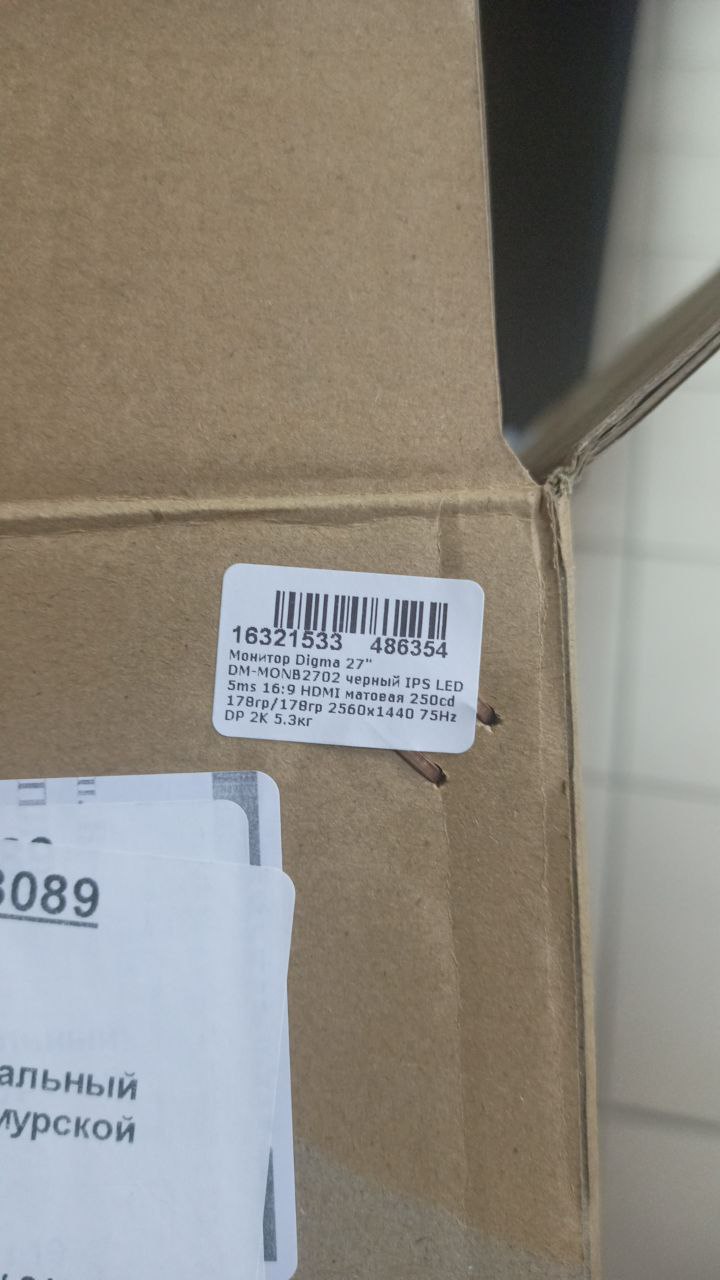 16321533 486354
Монитор Digma 27"
DM-MONB2702 черный IPS LED
5ms 16:9 HDMI матовая 250cd
178гр/178гр 2560x1440 75Hz
DP 2K 5.3кг
3089
альный
мурской